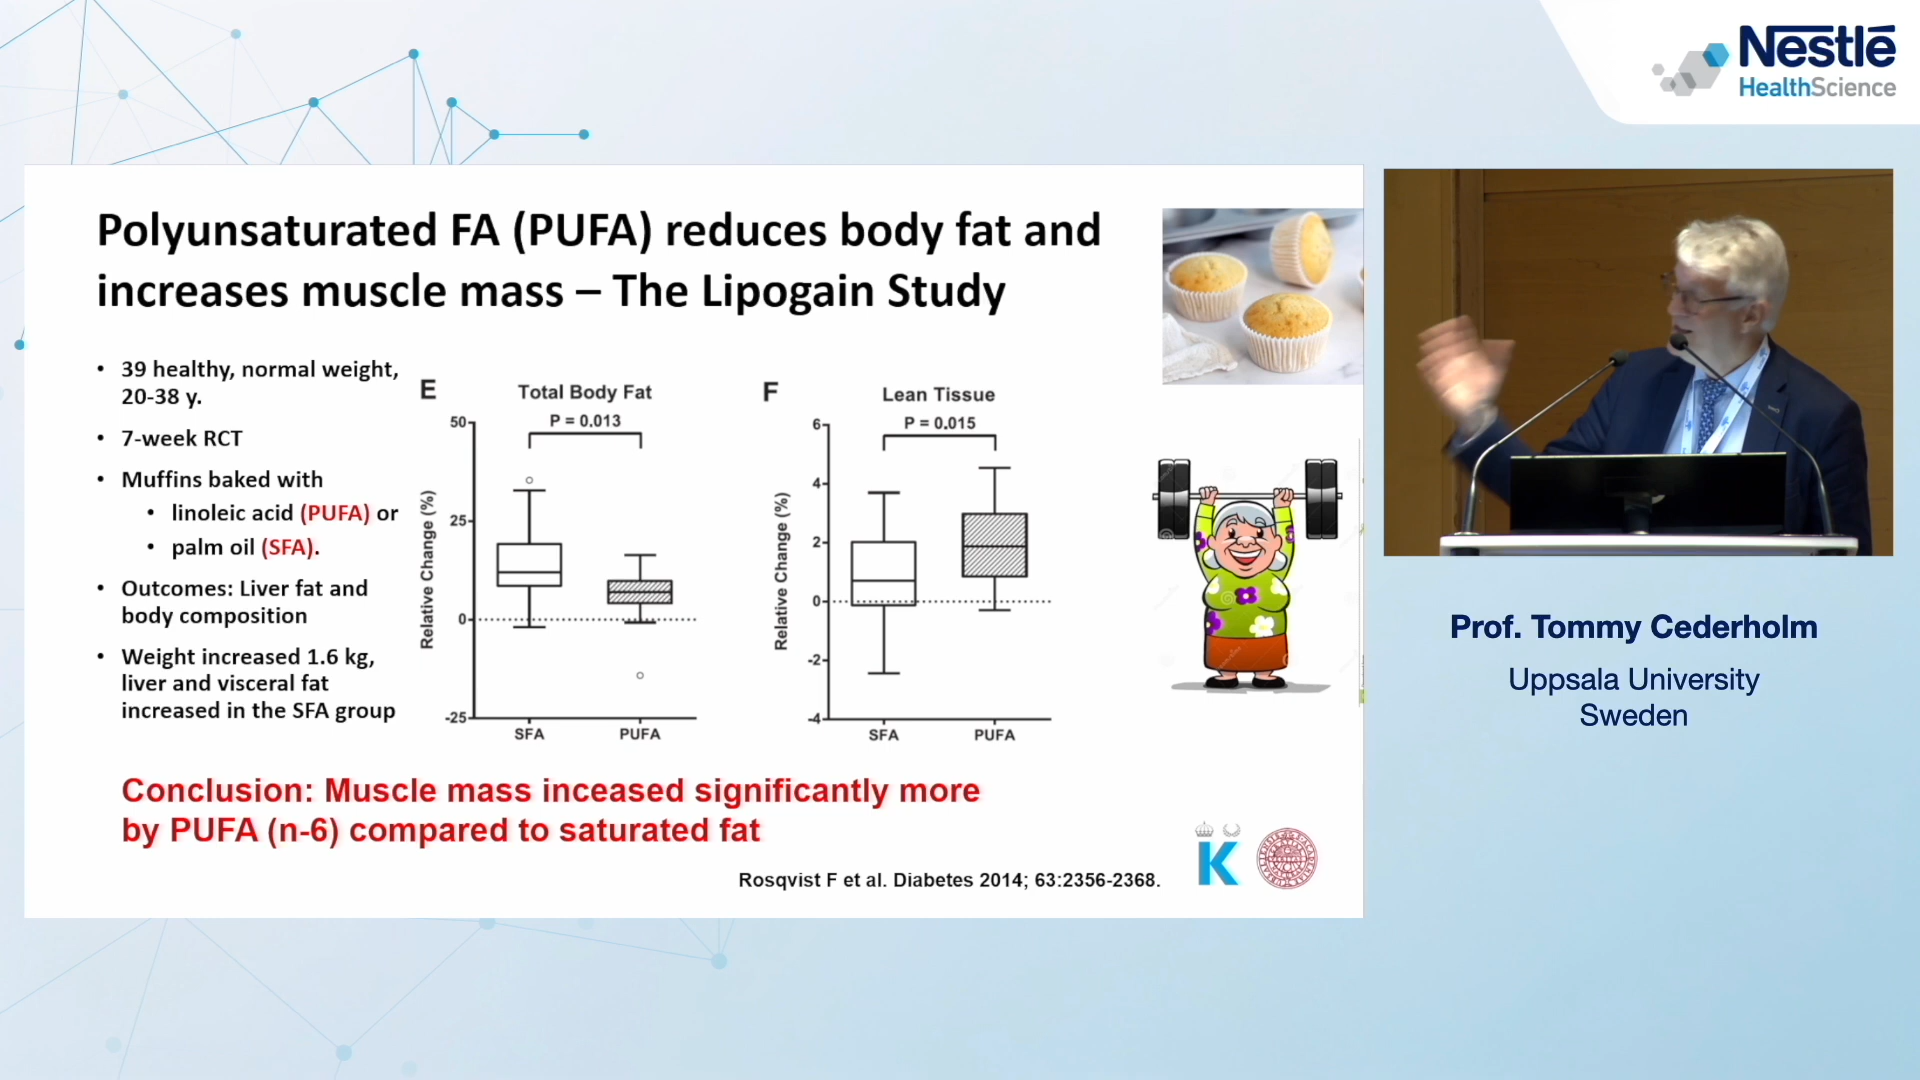 Nestlé
HealthScience
Polyunsaturated FA (PUFA) reduces body fat and
increases muscle mass – The Lipogain Study
• 39 healthy, normal weight,
20-38 y.
• 7-week RCT
• Muffins baked with
• linoleic acid (PUFA) or
• palm oil (SFA).
• Outcomes: Liver fat and
body composition
• Weight increased 1.6 kg,
liver and visceral fat
increased in the SFA group
E
Total Body Fat
P = 0.013
Relative Change (%)
50
25
0
-25
SFA
PUFA
F
Lean Tissue
P = 0.015
Relative Change (%)
6
4
2
0
-2
-4
SFA
PUFA
Conclusion: Muscle mass inceased significantly more
by PUFA (n-6) compared to saturated fat
Rosqvist F et al. Diabetes 2014; 63:2356-2368.
K
Prof. Tommy Cederholm
Uppsala University
Sweden